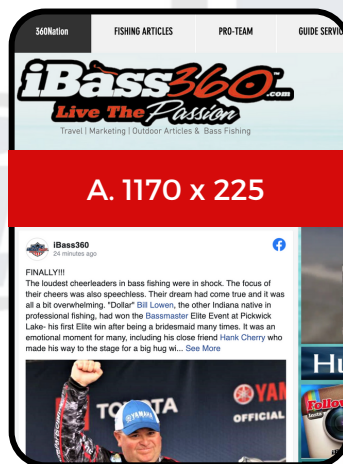 360Nation FISHING ARTICLES PRO-TEAM GUIDE SERVIC
iBass360.com
Live The Passion
Travel | Marketing | Outdoor Articles & Bass Fishing
A. 1170 x 225
iBass360
24 minutes ago
FINALLY!!!
The loudest cheerleaders in bass fishing were in shock. The focus of
their cheers was also speechless. Their dream had come true and it was
all a bit overwhelming. "Dollar" Bill Lowen, the other Indiana native in
professional fishing, had won the Bassmaster Elite Event at Pickwick
Lake- his first Elite win after being a bridesmaid many times. It was an
emotional moment for many, including his close friend Hank Cherry who
made his way to the stage for a big hug wi... See More
Hu
TOYOTA
YAM
OFFICIAL
YAMAHA
Follow